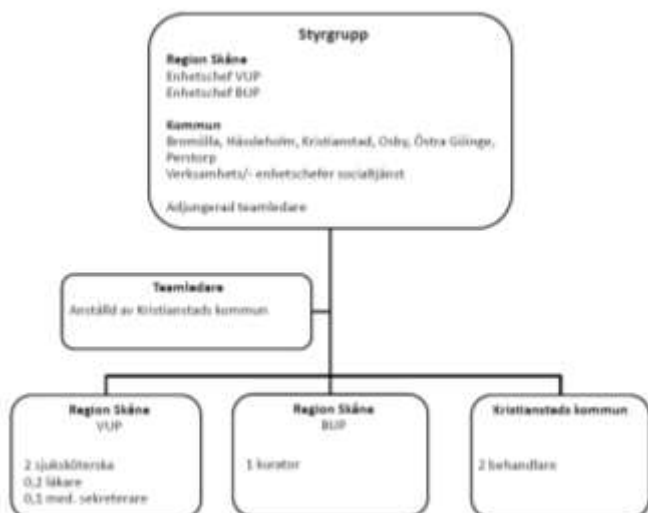 Styrgrupp
Region Skåne
Enhetschef VUP
Enhetschef BUP
Kommun
Bromölla, Hässleholm, Kristianstad, Osby, Östra Göinge,
Perstorp
Verksamhets/- enhetschefer socialtjänst
Adjungerad teamledare
Teamledare
Anställd av Kristianstads kommun
Region Skåne
VUP
2 sjuksköterska
0,2 läkare
0,1 med. sekreterare
Region Skåne
BUP
1 kurator
Kristianstads kommun
2 behandlare